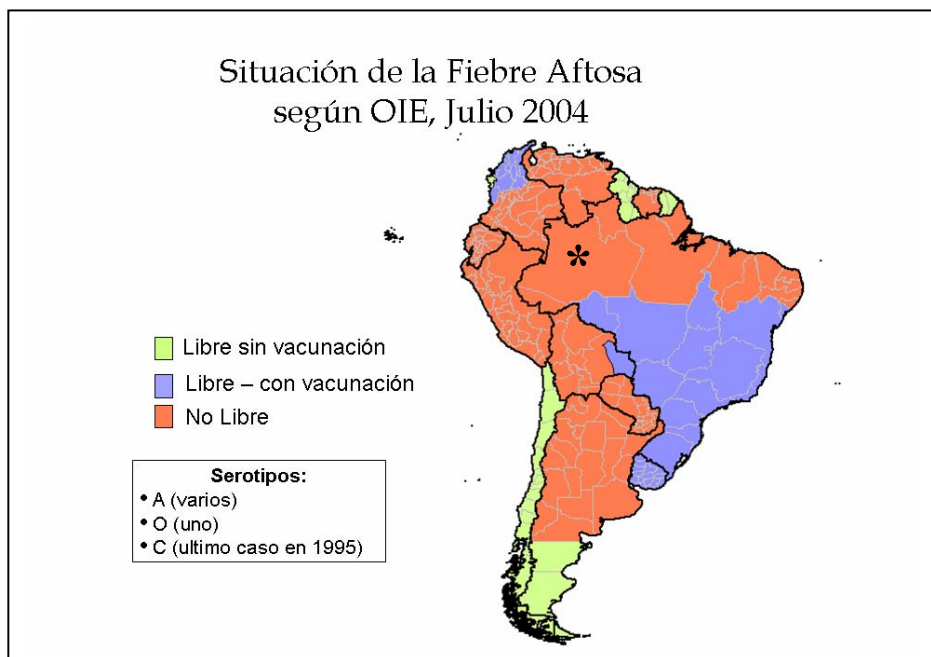 Situación de la Fiebre Aftosa
según OIE, Julio 2004
*
Libre sin vacunación
Libre – con vacunación
No Libre
Serotipos:
• A (varios)
• O (uno)
• C (ultimo caso en 1995)